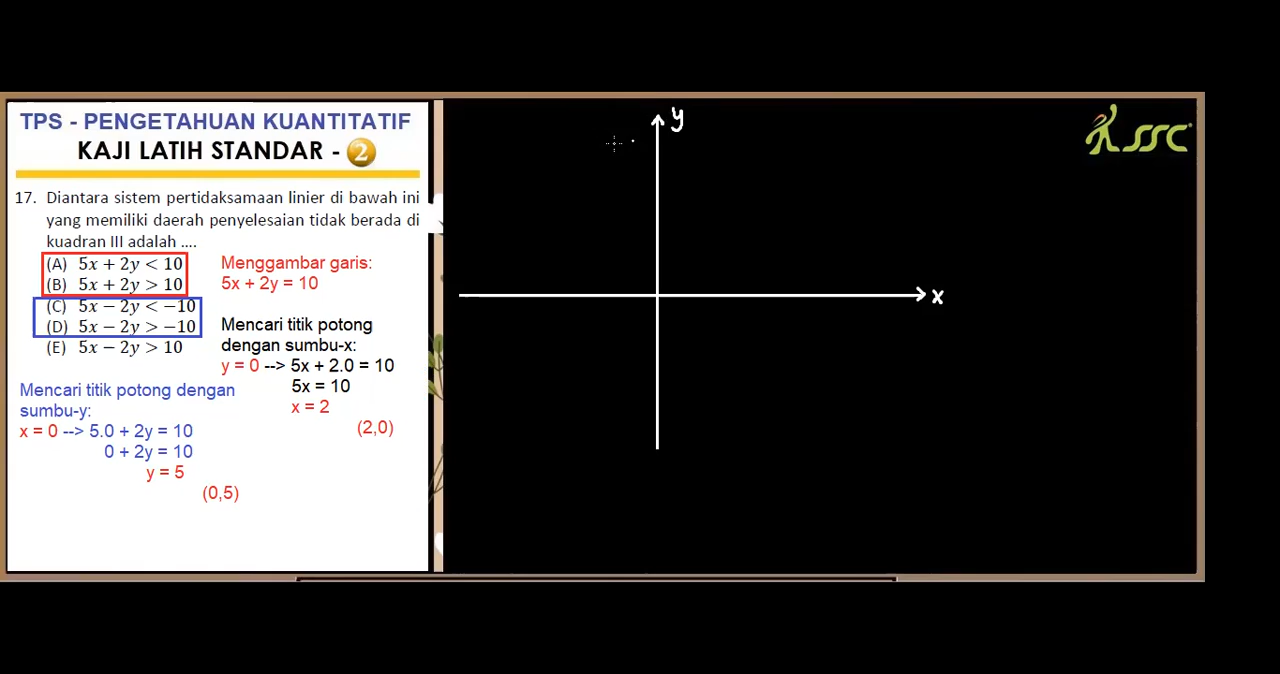 TPS - PENGETAHUAN KUANTITATIF
KAJI LATIH STANDAR - 2
17. Diantara sistem pertidaksamaan linier di bawah ini
yang memiliki daerah penyelesaian tidak berada di
kuadran III adalah ....
(A) 5x + 2y < 10
(B) 5x + 2y > 10
(C) 5x − 2y < −10
(D) 5x − 2y > −10
(E) 5x − 2y > 10
Menggambar garis:
5x + 2y = 10
Mencari titik potong
dengan sumbu-x:
y = 0 --> 5x + 2.0 = 10
5x = 10
x = 2
(2,0)
Mencari titik potong dengan
sumbu-y:
x = 0 --> 5.0 + 2y = 10
0 + 2y = 10
y = 5
(0,5)
y
x
SSC